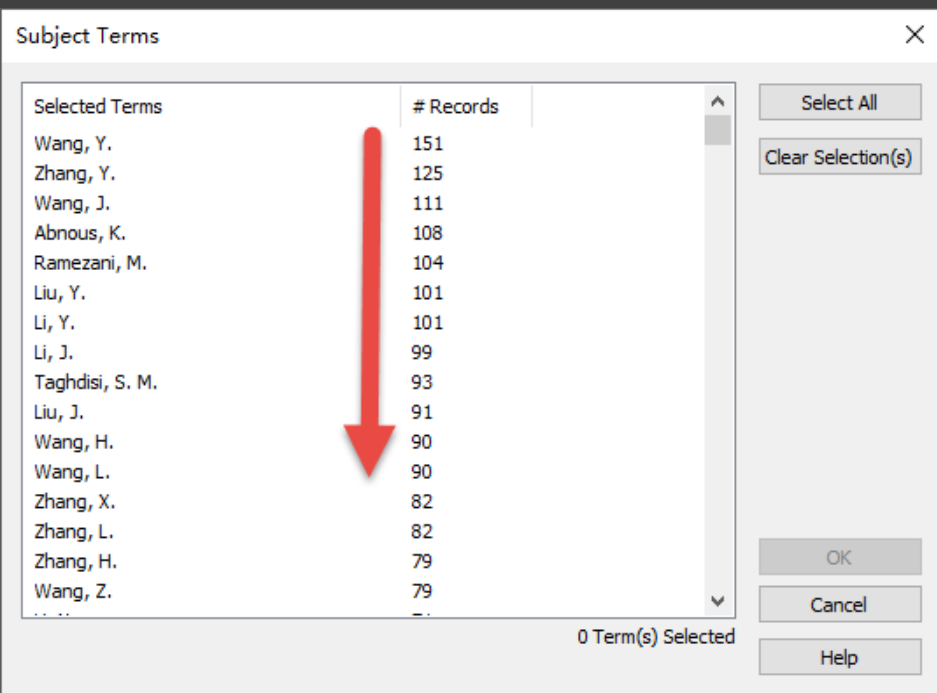 Subject Terms
Selected Terms # Records
Wang, Y. 151
Zhang, Y. 125
Wang, J. 111
Abnous, K. 108
Ramezani, M. 104
Liu, Y. 101
Li, Y. 101
Li, J. 99
Taghdisi, S. M. 93
Liu, J. 91
Wang, H. 90
Wang, L. 90
Zhang, X. 82
Zhang, L. 82
Zhang, H. 79
Wang, Z. 79
0 Term(s) Selected
Select All
Clear Selection(s)
OK
Cancel
Help